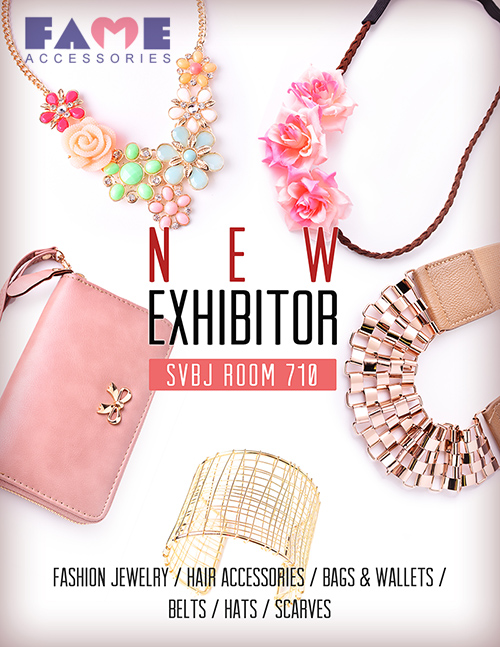 FAME
ACCESSORIES
NEW
EXHIBITOR
SVBJ ROOM 710
FASHION JEWELRY / HAIR ACCESSORIES / BAGS & WALLETS /
BELTS / HATS / SCARVES